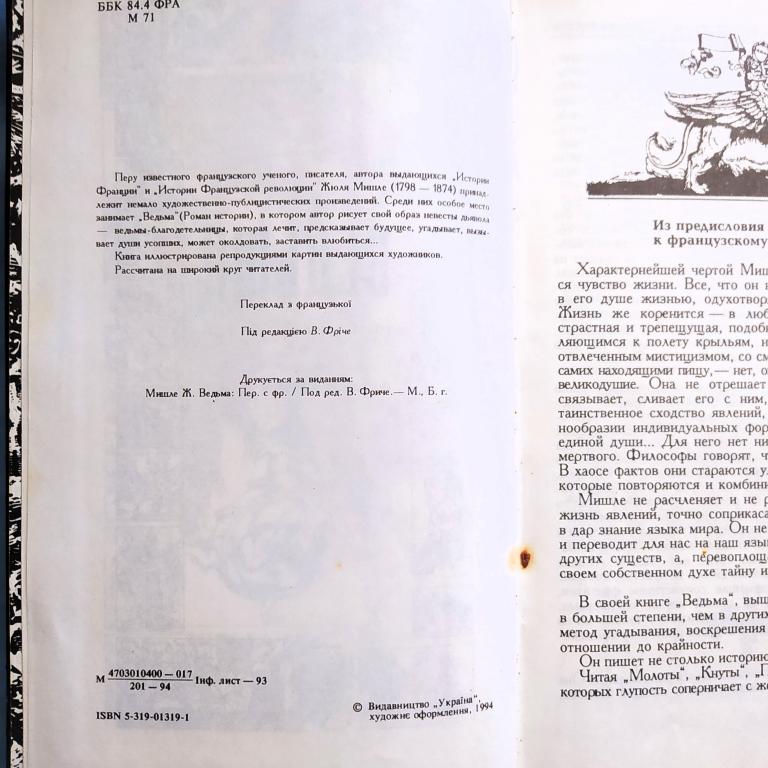 ББК 84.4 ФРА
М 71
Перу известного французского ученого, писателя, автора выдающихся „Истории
Франции" и „Истории Французской революции" Жюля Мишле (1798 — 1874) принад-
лежит немало художественно-публицистических произведений. Среди них особое место
занимает „Ведьма"(Роман истории), в котором автор рисует свой образ невесты дьявола
— ведьмы-благодетельницы, которая лечит, предсказывает будущее, угадывает, вызы-
вает души усопших, может околдовать, заставить влюбиться...
Книга иллюстрирована репродукциями картин выдающихся художников.
Рассчитана на широкий круг читателей.
Переклад з французької
Під редакцією В. Фріче
Друкується за виданням:
Мишле Ж. Ведьма: Пер. с фр. / Под ред. В. Фриче.— М., Б. г.
М 4703010400 — 017
201 — 94 Інф. лист — 93
ISBN 5-319-01319-1
© Видавництво „Україна",
художнє оформлення, 1994
Из предисловия
к французскому
Характернейшей чертой Миш
ся чувство жизни. Все, что он
в его душе жизнью, одухотвор
Жизнь же коренится — в люб
страстная и трепещущая, подоб
ляющимся к полету крыльям, и
отвлеченным мистицизмом, со см
самих находящими пищу,— нет, о
великодушие. Она не отрешает
связывает, сливает его с ним,
таинственное сходство явлений,
нообразии индивидуальных фор
единой души... Для него нет ни
мертвого. Философы говорят, ч
В хаосе фактов они стараются у
которые повторяются и комбини
Мишле не расчленяет и не р
жизнь явлений, точно соприкаса
в дар знание языка мира. Он не
и переводит для нас на наш язы
других существ, а, перевоплощ
своем собственном духе тайну и
В своей книге „Ведьма", выш
в большей степени, чем в других
метод угадывания, воскрешения
отношении до крайности.
Он пишет не столько историю
Читая „Молоты", „Кнуты", „П
которых глупость соперничает с же